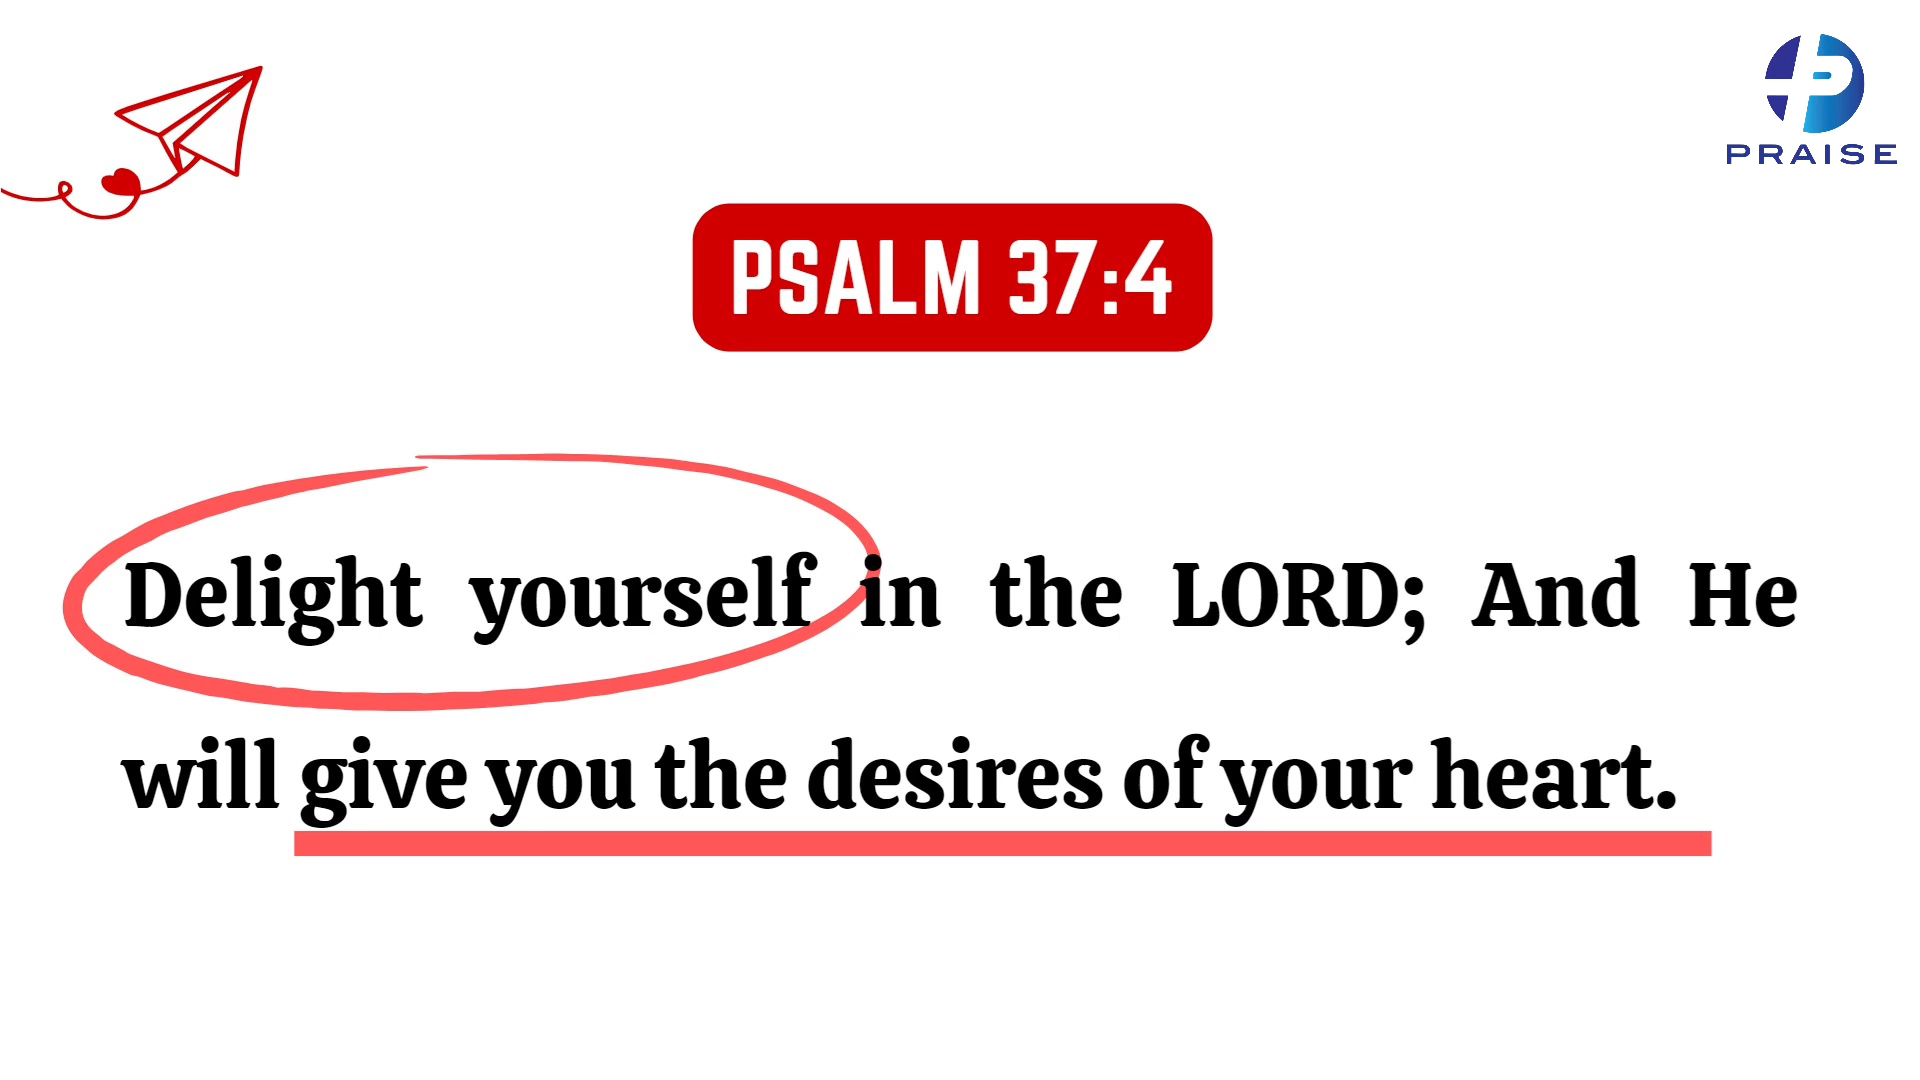 PRAISE
PSALM 37:4
Delight yourself in the LORD; And He
will give you the desires of your heart.